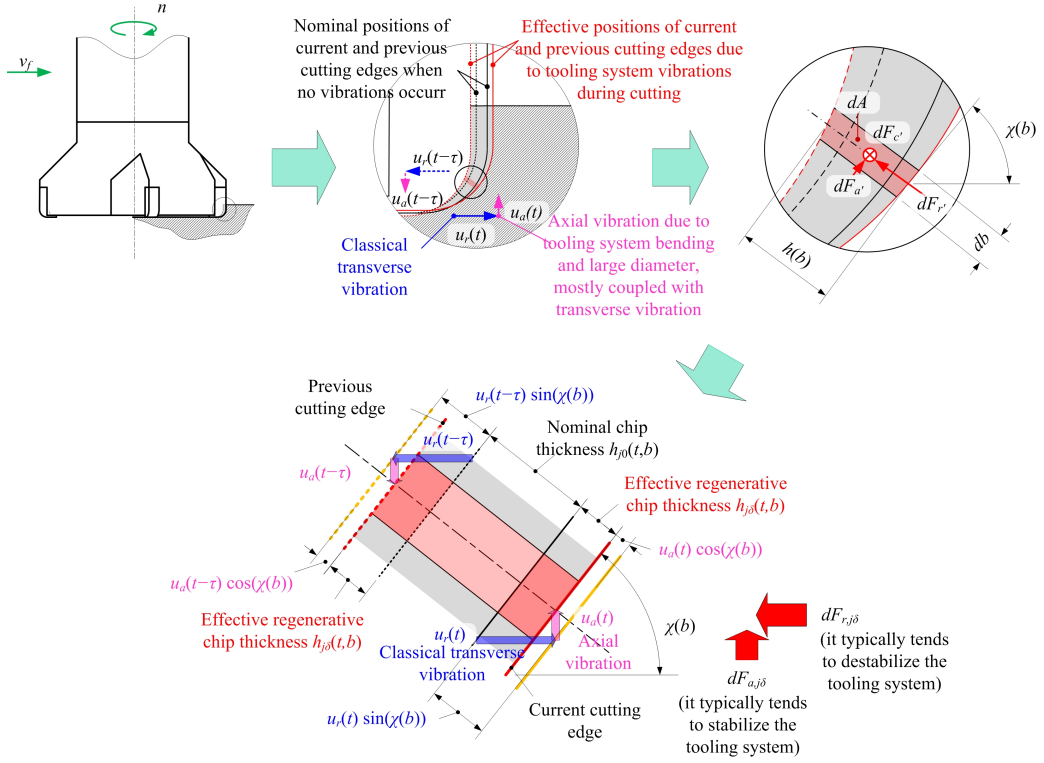 n
v_f
Nominal positions of
current and previous
cutting edges when
no vibrations occur
Effective positions of current
and previous cutting edges due
to tooling system vibrations
during cutting
u_r(t−τ)
u_a(t−τ)
u_a(t)
u_r(t)
Classical
transverse
vibration
Axial vibration due to
tooling system bending
and large diameter,
mostly coupled with
transverse vibration
dA
dF_c'
χ(b)
dF_a'
dF_r'
h(b)
db
Previous
cutting edge
u_r(t−τ) sin(χ(b))
u_r(t−τ)
Nominal chip
thickness h_j0(t,b)
u_a(t−τ)
Effective regenerative
chip thickness h_jδ(t,b)
u_a(t) cos(χ(b))
u_a(t−τ) cos(χ(b))
Effective regenerative
chip thickness h_jδ(t,b)
u_r(t)
Classical transverse
vibration
u_a(t)
Axial
vibration
χ(b)
u_r(t) sin(χ(b))
Current cutting
edge
dF_r,jδ
(it typically tends
to destabilize the
tooling system)
dF_a,jδ
(it typically tends
to stabilize the
tooling system)